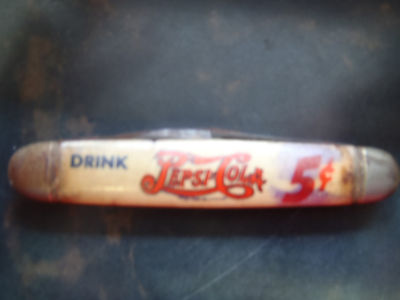 DRINK PEPSI-COLA 5¢